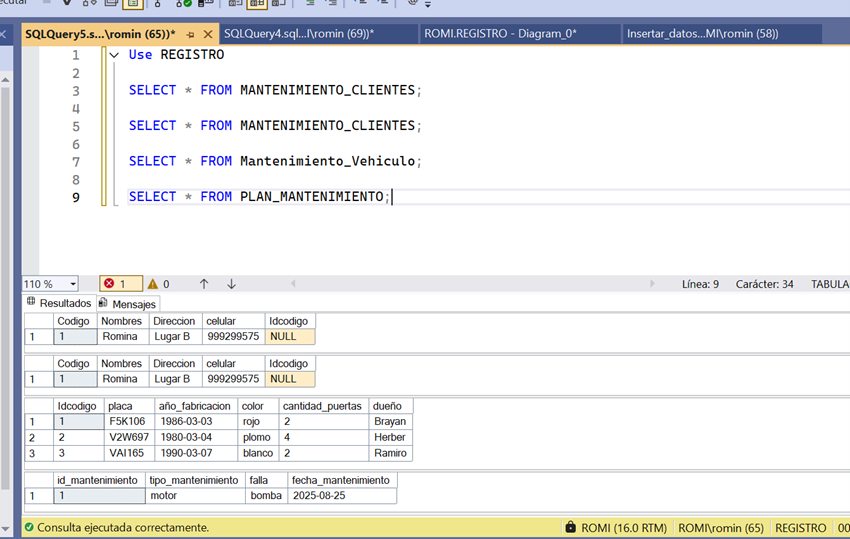 ecutar
SQLQuery5.s...\romin (65))* SQLQuery4.sql...I\romin (69))* ROMI.REGISTRO - Diagram_0* Insertar_datos...MI\romin (58))
1 Use REGISTRO
2
3 SELECT * FROM MANTENIMIENTO_CLIENTES;
4
5 SELECT * FROM MANTENIMIENTO_CLIENTES;
6
7 SELECT * FROM Mantenimiento_Vehiculo;
8
9 SELECT * FROM PLAN_MANTENIMIENTO;
110 % 1 0 Línea: 9 Carácter: 34 TABULA
Resultados Mensajes
Codigo Nombres Direccion celular Idcodigo
1 1 Romina Lugar B 999299575 NULL
Codigo Nombres Direccion celular Idcodigo
1 1 Romina Lugar B 999299575 NULL
Idcodigo placa año_fabricacion color cantidad_puertas dueño
1 1 F5K106 1986-03-03 rojo 2 Brayan
2 2 V2W697 1980-03-04 plomo 4 Herber
3 3 VAI165 1990-03-07 blanco 2 Ramiro
id_mantenimiento tipo_mantenimiento falla fecha_mantenimiento
1 1 motor bomba 2025-08-25
Consulta ejecutada correctamente. ROMI (16.0 RTM) ROMI\romin (65) REGISTRO 00